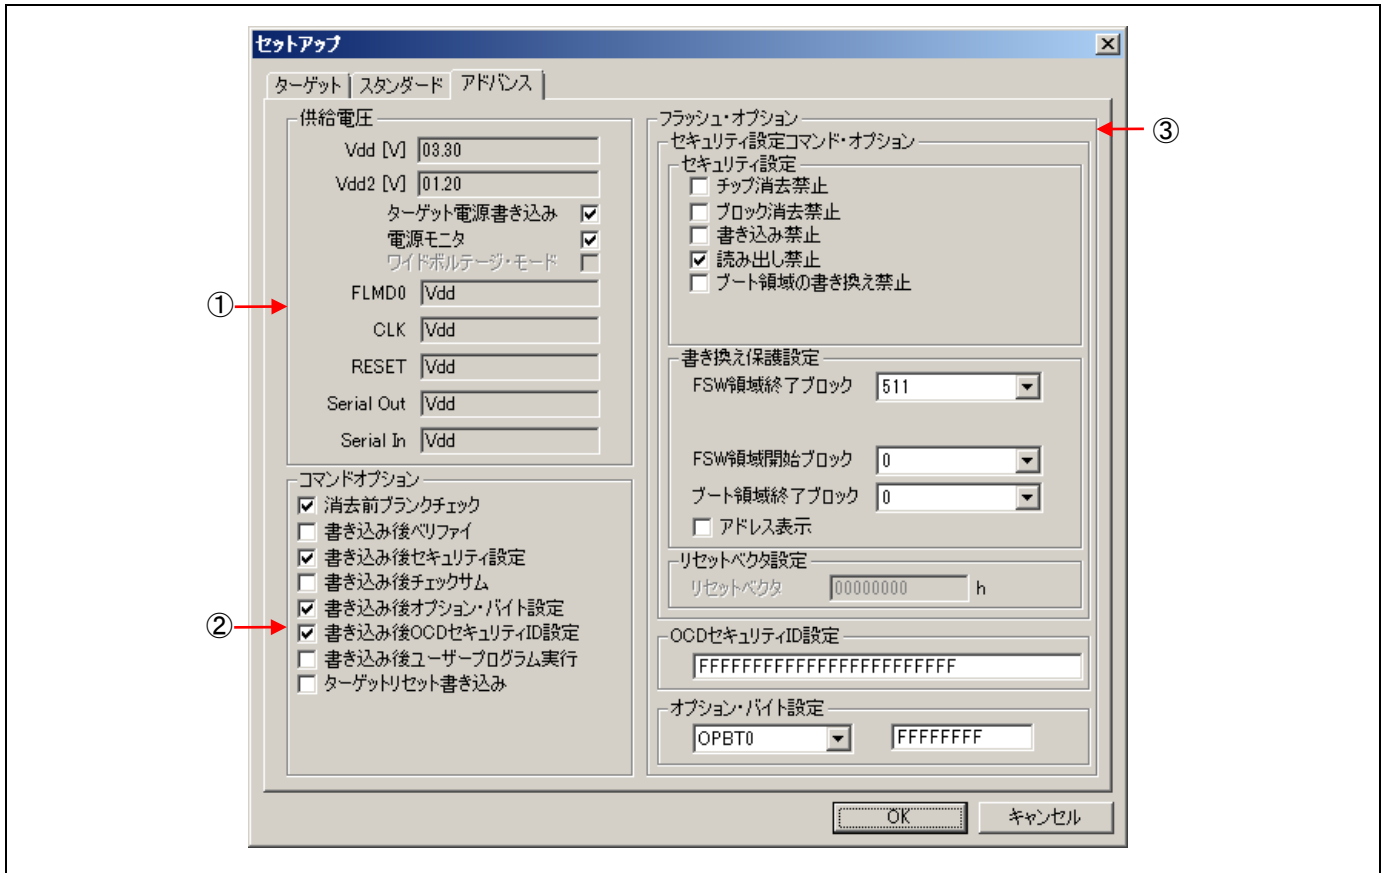 セットアップ
ターゲット スタンダード アドバンス
供給電圧
Vdd [V] 03.30
Vdd2 [V] 01.20
ターゲット電源書き込み
電源モニタ
ワイドボルテージ・モード
①
FLMD0 Vdd
CLK Vdd
RESET Vdd
Serial Out Vdd
Serial In Vdd
コマンドオプション
消去前ブランクチェック
書き込み後ベリファイ
書き込み後セキュリティ設定
書き込み後チェックサム
書き込み後オプション・バイト設定
②
書き込み後OCDセキュリティID設定
書き込み後ユーザープログラム実行
ターゲットリセット書き込み
フラッシュ・オプション
③
セキュリティ設定コマンド・オプション
セキュリティ設定
チップ消去禁止
ブロック消去禁止
書き込み禁止
読み出し禁止
ブート領域の書き換え禁止
書き換え保護設定
FSW領域終了ブロック 511
FSW領域開始ブロック 0
ブート領域終了ブロック 0
アドレス表示
リセットベクタ設定
リセットベクタ 00000000 h
OCDセキュリティID設定
FFFFFFFFFFFFFFFFFFFFFFFF
オプション・バイト設定
OPBT0 FFFFFFFF
OK キャンセル